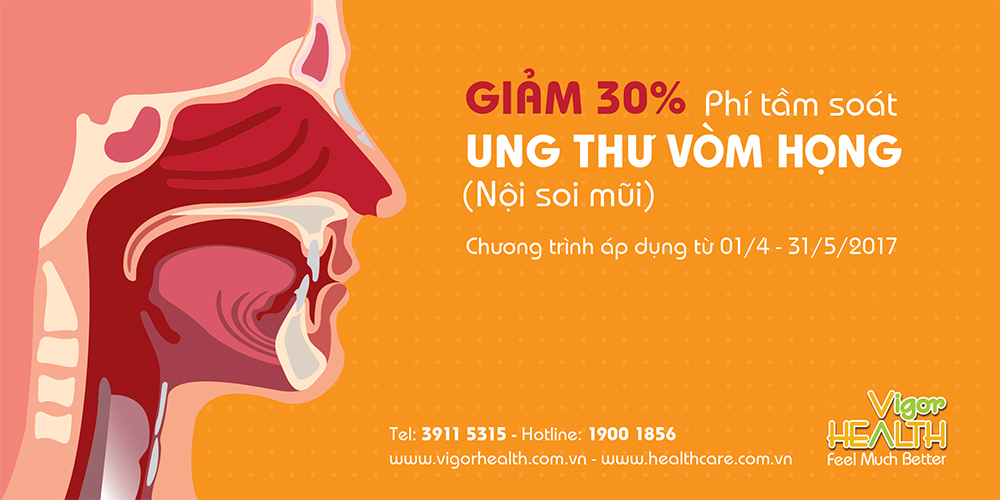 GIẢM 30% Phí tầm soát
UNG THƯ VÒM HỌNG
(Nội soi mũi)
Chương trình áp dụng từ 01/4 - 31/5/2017
Tel: 3911 5315 - Hotline: 1900 1856
www.vigorhealth.com.vn - www.healthcare.com.vn
Vigor
HEALTH
Feel Much Better